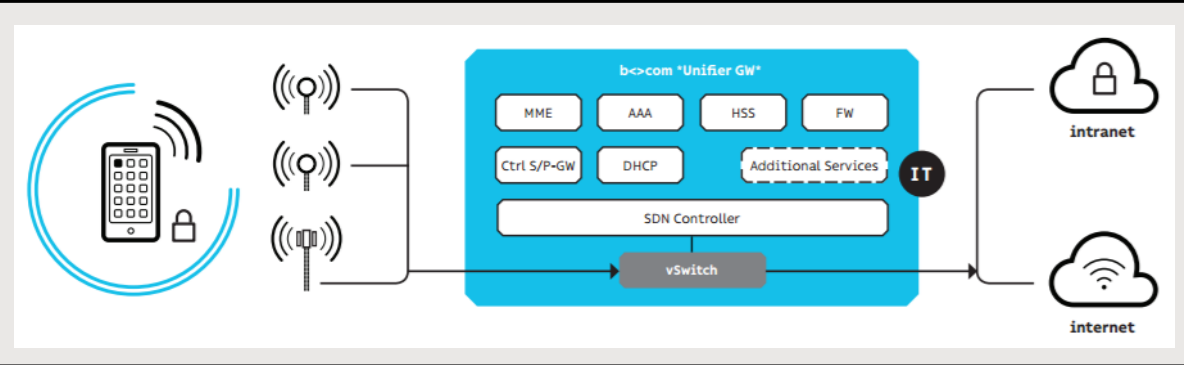 b<>com "Unifier GW"
MME
AAA
HSS
FW
Ctrl S/P-GW
DHCP
Additional Services
IT
SDN Controller
vSwitch
intranet
internet